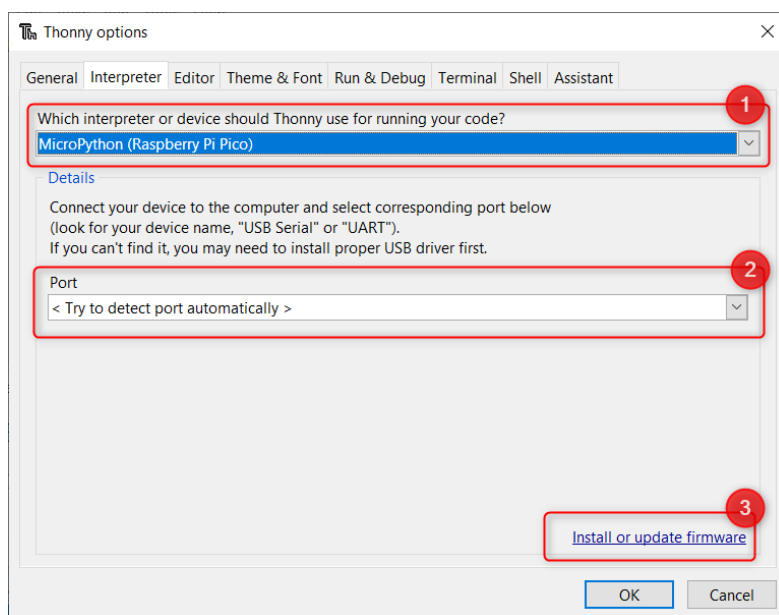 Thonny options
General Interpreter Editor Theme & Font Run & Debug Terminal Shell Assistant
1
Which interpreter or device should Thonny use for running your code?
MicroPython (Raspberry Pi Pico)
Details
Connect your device to the computer and select corresponding port below
(look for your device name, "USB Serial" or "UART").
If you can't find it, you may need to install proper USB driver first.
2
Port
< Try to detect port automatically >
3
Install or update firmware
OK Cancel